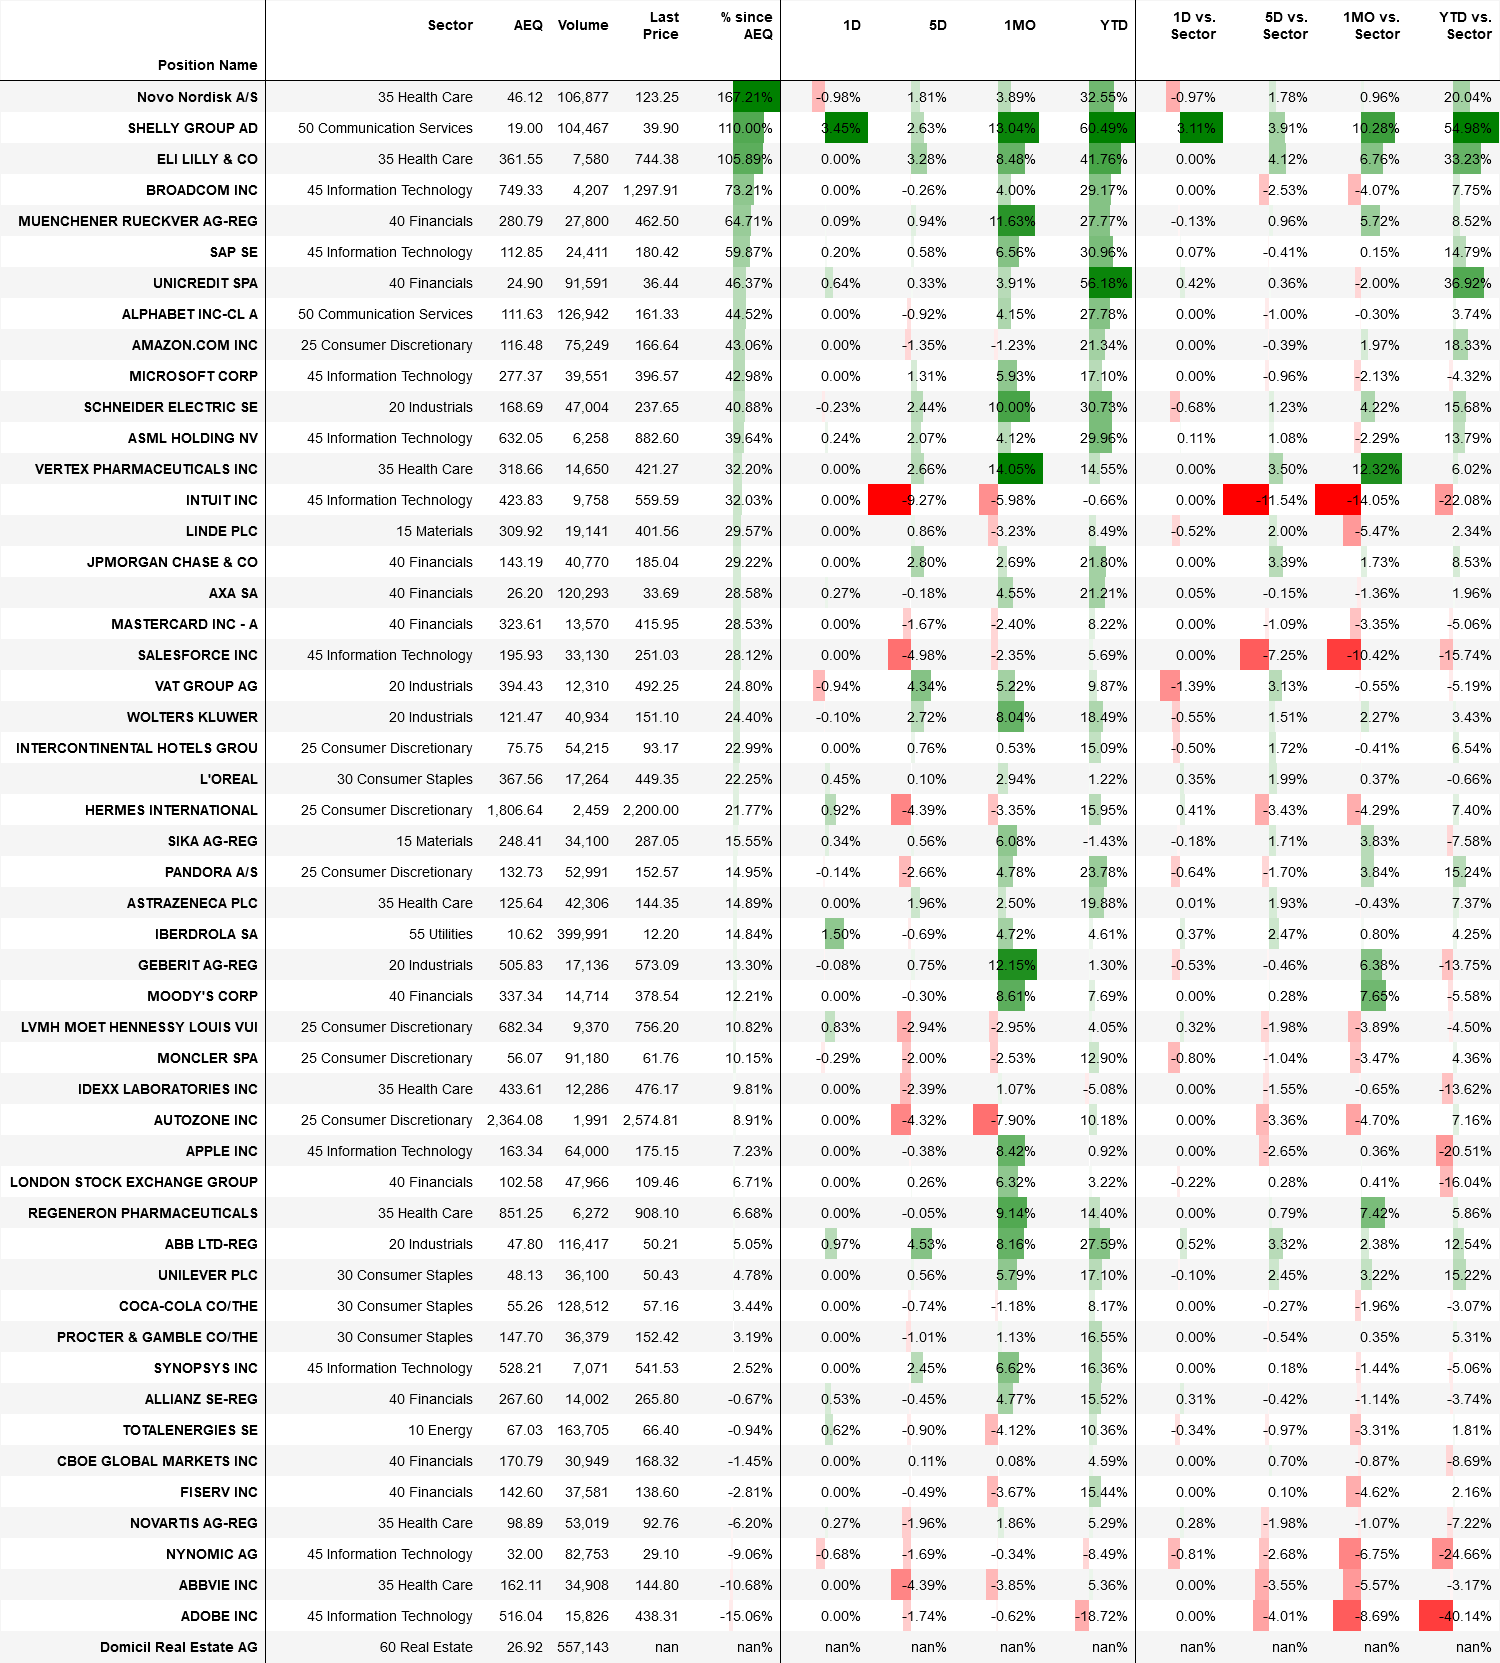 Position Name Sector AEQ Volume Last Price % since AEQ 1D 5D 1MO YTD 1D vs. Sector 5D vs. Sector 1MO vs. Sector YTD vs. Sector
Novo Nordisk A/S 35 Health Care 46.12 106,877 123.25 167.21% -0.98% 1.81% 3.89% 32.55% -0.97% 1.78% 0.96% 20.04%
SHELLY GROUP AD 50 Communication Services 19.00 104,467 39.90 110.00% 3.45% 2.63% 13.04% 60.49% 3.11% 3.91% 10.28% 54.98%
ELI LILLY & CO 35 Health Care 361.55 7,580 744.38 105.89% 0.00% 3.28% 8.48% 41.76% 0.00% 4.12% 6.76% 33.23%
BROADCOM INC 45 Information Technology 749.33 4,207 1,297.91 73.21% 0.00% -0.26% 4.00% 29.17% 0.00% -2.53% -4.07% 7.75%
MUENCHENER RUECKVER AG-REG 40 Financials 280.79 27,800 462.50 64.71% 0.09% 0.94% 11.63% 27.77% -0.13% 0.96% 5.72% 8.52%
SAP SE 45 Information Technology 112.85 24,411 180.42 59.87% 0.20% 0.58% 6.56% 30.96% 0.07% -0.41% 0.15% 14.79%
UNICREDIT SPA 40 Financials 24.90 91,591 36.44 46.37% 0.64% 0.33% 3.91% 56.18% 0.42% 0.36% -2.00% 36.92%
ALPHABET INC-CL A 50 Communication Services 111.63 126,942 161.33 44.52% 0.00% -0.92% 4.15% 27.78% 0.00% -1.00% -0.30% 3.74%
AMAZON.COM INC 25 Consumer Discretionary 116.48 75,249 166.64 43.06% 0.00% -1.35% -1.23% 21.34% 0.00% -0.39% 1.97% 18.33%
MICROSOFT CORP 45 Information Technology 277.37 39,551 396.57 42.98% 0.00% 1.31% 5.93% 17.10% 0.00% -0.96% -2.13% -4.32%
SCHNEIDER ELECTRIC SE 20 Industrials 168.69 47,004 237.65 40.88% -0.23% 2.44% 10.00% 30.73% -0.68% 1.23% 4.22% 15.68%
ASML HOLDING NV 45 Information Technology 632.05 6,258 882.60 39.64% 0.24% 2.07% 4.12% 29.96% 0.11% 1.08% -2.29% 13.79%
VERTEX PHARMACEUTICALS INC 35 Health Care 318.66 14,650 421.27 32.20% 0.00% 2.66% 14.05% 14.55% 0.00% 3.50% 12.32% 6.02%
INTUIT INC 45 Information Technology 423.83 9,758 559.59 32.03% 0.00% -9.27% -5.98% -0.66% 0.00% -11.54% -14.05% -22.08%
LINDE PLC 15 Materials 309.92 19,141 401.56 29.57% 0.00% 0.86% -3.23% 8.49% -0.52% 2.00% -5.47% 2.34%
JPMORGAN CHASE & CO 40 Financials 143.19 40,770 185.04 29.22% 0.00% 2.80% 2.69% 21.80% 0.00% 3.39% 1.73% 8.53%
AXA SA 40 Financials 26.20 120,293 33.69 28.58% 0.27% -0.18% 4.55% 21.21% 0.05% -0.15% -1.36% 1.96%
MASTERCARD INC - A 40 Financials 323.61 13,570 415.95 28.53% 0.00% -1.67% -2.40% 8.22% 0.00% -1.09% -3.35% -5.06%
SALESFORCE INC 45 Information Technology 195.93 33,130 251.03 28.12% 0.00% -4.98% -2.35% 5.69% 0.00% -7.25% -10.42% -15.74%
VAT GROUP AG 20 Industrials 394.43 12,310 492.25 24.80% -0.94% 4.34% 5.22% 9.87% -1.39% 3.13% -0.55% -5.19%
WOLTERS KLUWER 20 Industrials 121.47 40,934 151.10 24.40% -0.10% 2.72% 8.04% 18.49% -0.55% 1.51% 2.27% 3.43%
INTERCONTINENTAL HOTELS GROU 25 Consumer Discretionary 75.75 54,215 93.17 22.99% 0.00% 0.76% 0.53% 15.09% -0.50% 1.72% -0.41% 6.54%
L'OREAL 30 Consumer Staples 367.56 17,264 449.35 22.25% 0.45% 0.10% 2.94% 1.22% 0.35% 1.99% 0.37% -0.66%
HERMES INTERNATIONAL 25 Consumer Discretionary 1,806.64 2,459 2,200.00 21.77% 0.92% -4.39% -3.35% 15.95% 0.41% -3.43% -4.29% 7.40%
SIKA AG-REG 15 Materials 248.41 34,100 287.05 15.55% 0.34% 0.56% 6.08% -1.43% -0.18% 1.71% 3.83% -7.58%
PANDORA A/S 25 Consumer Discretionary 132.73 52,991 152.57 14.95% -0.14% -2.66% 4.78% 23.78% -0.64% -1.70% 3.84% 15.24%
ASTRAZENECA PLC 35 Health Care 125.64 42,306 144.35 14.89% 0.00% 1.96% 2.50% 19.88% 0.01% 1.93% -0.43% 7.37%
IBERDROLA SA 55 Utilities 10.62 399,991 12.20 14.84% 1.50% -0.69% 4.72% 4.61% 0.37% 2.47% 0.80% 4.25%
GEBERIT AG-REG 20 Industrials 505.83 17,136 573.09 13.30% -0.08% 0.75% 12.15% 1.30% -0.53% -0.46% 6.38% -13.75%
MOODY'S CORP 40 Financials 337.34 14,714 378.54 12.21% 0.00% -0.30% 8.61% 7.69% 0.00% 0.28% 7.65% -5.58%
LVMH MOET HENNESSY LOUIS VUI 25 Consumer Discretionary 682.34 9,370 756.20 10.82% 0.83% -2.94% -2.95% 4.05% 0.32% -1.98% -3.89% -4.50%
MONCLER SPA 25 Consumer Discretionary 56.07 91,180 61.76 10.15% -0.29% -2.00% -2.53% 12.90% -0.80% -1.04% -3.47% 4.36%
IDEXX LABORATORIES INC 35 Health Care 433.61 12,286 476.17 9.81% 0.00% -2.39% 1.07% -5.08% 0.00% -1.55% -0.65% -13.62%
AUTOZONE INC 25 Consumer Discretionary 2,364.08 1,991 2,574.81 8.91% 0.00% -4.32% -7.90% 10.18% 0.00% -3.36% -4.70% 7.16%
APPLE INC 45 Information Technology 163.34 64,000 175.15 7.23% 0.00% -0.38% 8.42% 0.92% 0.00% -2.65% 0.36% -20.51%
LONDON STOCK EXCHANGE GROUP 40 Financials 102.58 47,966 109.46 6.71% 0.00% 0.26% 6.32% 3.22% -0.22% 0.28% 0.41% -16.04%
REGENERON PHARMACEUTICALS 35 Health Care 851.25 6,272 908.10 6.68% 0.00% -0.05% 9.14% 14.40% 0.00% 0.79% 7.42% 5.86%
ABB LTD-REG 20 Industrials 47.80 116,417 50.21 5.05% 0.97% 4.53% 8.16% 27.59% 0.52% 3.32% 2.38% 12.54%
UNILEVER PLC 30 Consumer Staples 48.13 36,100 50.43 4.78% 0.00% 0.56% 5.79% 17.10% -0.10% 2.45% 3.22% 15.22%
COCA-COLA CO/THE 30 Consumer Staples 55.26 128,512 57.16 3.44% 0.00% -0.74% -1.18% 8.17% 0.00% -0.27% -1.96% -3.07%
PROCTER & GAMBLE CO/THE 30 Consumer Staples 147.70 36,379 152.42 3.19% 0.00% -1.01% 1.13% 16.55% 0.00% -0.54% 0.35% 5.31%
SYNOPSYS INC 45 Information Technology 528.21 7,071 541.53 2.52% 0.00% 2.45% 6.62% 16.36% 0.00% 0.18% -1.44% -5.06%
ALLIANZ SE-REG 40 Financials 267.60 14,002 265.80 -0.67% 0.53% -0.45% 4.77% 15.52% 0.31% -0.42% -1.14% -3.74%
TOTALENERGIES SE 10 Energy 67.03 163,705 66.40 -0.94% 0.62% -0.90% -4.12% 10.36% -0.34% -0.97% -3.31% 1.81%
CBOE GLOBAL MARKETS INC 40 Financials 170.79 30,949 168.32 -1.45% 0.00% 0.11% 0.08% 4.59% 0.00% 0.70% -0.87% -8.69%
FISERV INC 40 Financials 142.60 37,581 138.60 -2.81% 0.00% -0.49% -3.67% 15.44% 0.00% 0.10% -4.62% 2.16%
NOVARTIS AG-REG 35 Health Care 98.89 53,019 92.76 -6.20% 0.27% -1.96% 1.86% 5.29% 0.28% -1.98% -1.07% -7.22%
NYNOMIC AG 45 Information Technology 32.00 82,753 29.10 -9.06% -0.68% -1.69% -0.34% -8.49% -0.81% -2.68% -6.75% -24.66%
ABBVIE INC 35 Health Care 162.11 34,908 144.80 -10.68% 0.00% -4.39% -3.85% 5.36% 0.00% -3.55% -5.57% -3.17%
ADOBE INC 45 Information Technology 516.04 15,826 438.31 -15.06% 0.00% -1.74% -0.62% -18.72% 0.00% -4.01% -8.69% -40.14%
Domicil Real Estate AG 60 Real Estate 26.92 557,143 nan nan% nan% nan% nan% nan% nan% nan% nan% nan%